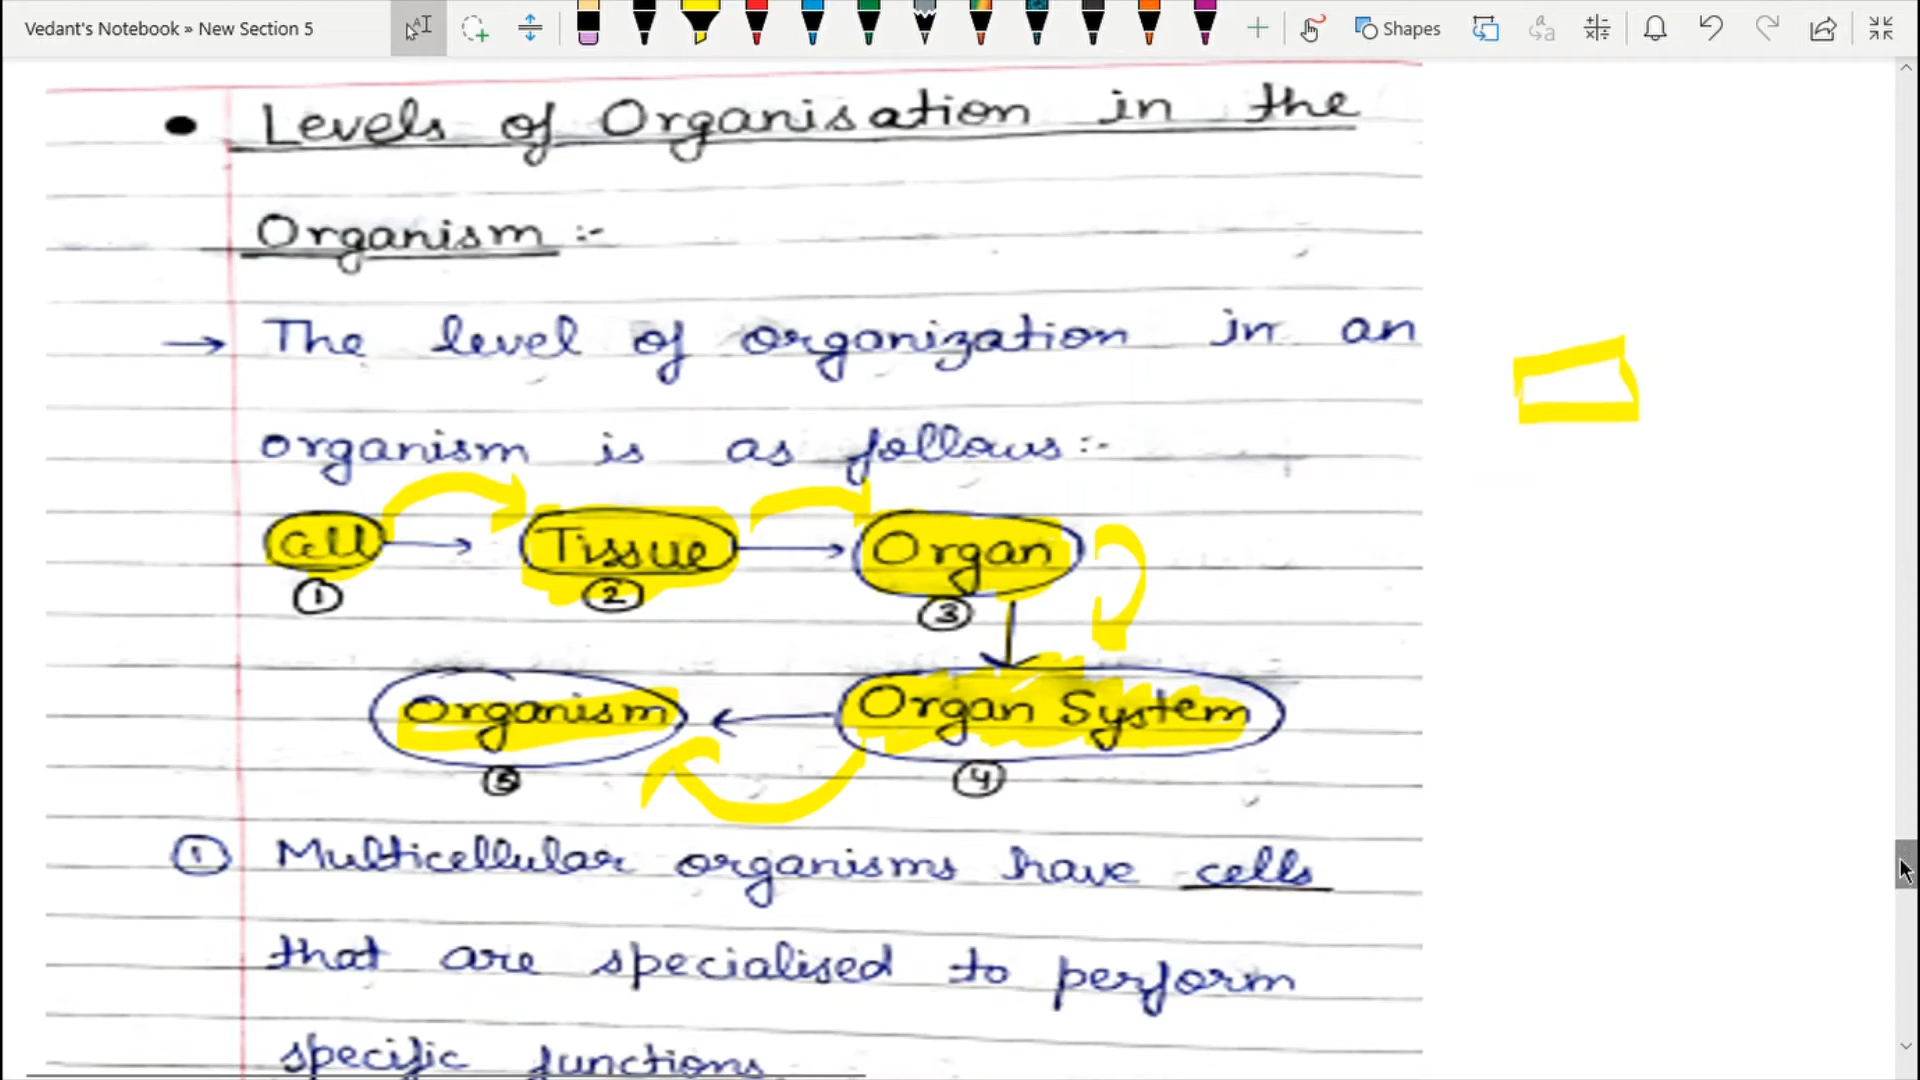 Vedant's Notebook » New Section 5
Shapes
• Levels of Organisation in the
Organism :-
→ The level of organization in an
organism is as follows :-
Cell → Tissue → Organ
① ② ③
Organism ← Organ System
⑤ ④
① Multicellular organisms have cells
that are specialised to perform
specific functions.